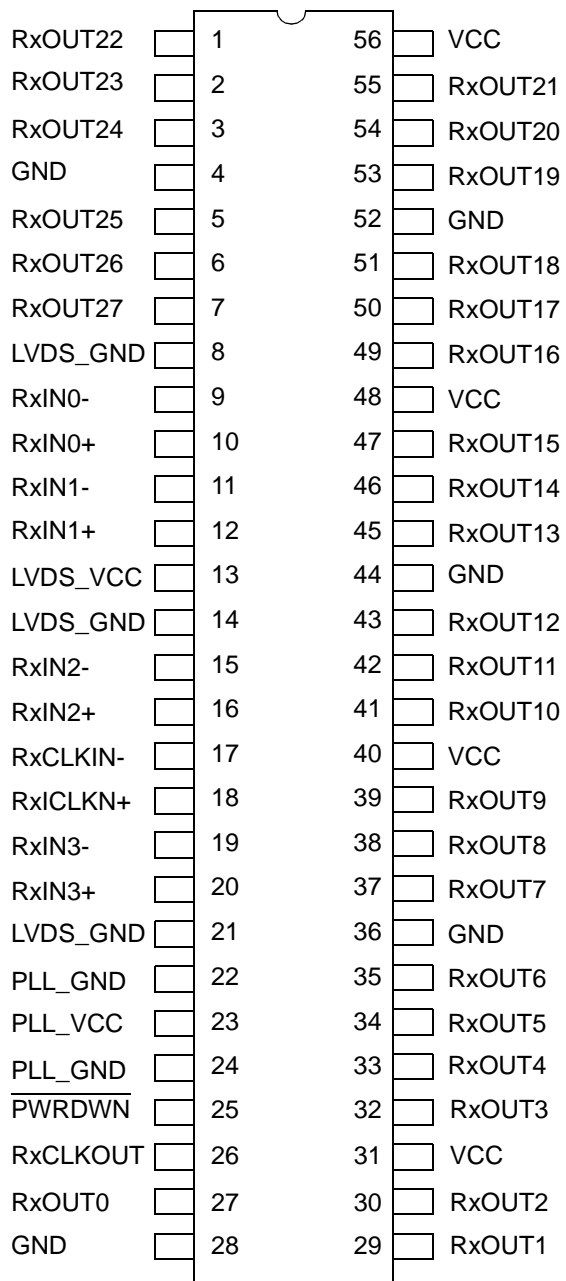 RxOUT22 1 56 VCC
RxOUT23 2 55 RxOUT21
RxOUT24 3 54 RxOUT20
GND 4 53 RxOUT19
RxOUT25 5 52 GND
RxOUT26 6 51 RxOUT18
RxOUT27 7 50 RxOUT17
LVDS_GND 8 49 RxOUT16
RxIN0- 9 48 VCC
RxIN0+ 10 47 RxOUT15
RxIN1- 11 46 RxOUT14
RxIN1+ 12 45 RxOUT13
LVDS_VCC 13 44 GND
LVDS_GND 14 43 RxOUT12
RxIN2- 15 42 RxOUT11
RxIN2+ 16 41 RxOUT10
RxCLKIN- 17 40 VCC
RxICLKN+ 18 39 RxOUT9
RxIN3- 19 38 RxOUT8
RxIN3+ 20 37 RxOUT7
LVDS_GND 21 36 GND
PLL_GND 22 35 RxOUT6
PLL_VCC 23 34 RxOUT5
PLL_GND 24 33 RxOUT4
PWRDWN 25 32 RxOUT3
RxCLKOUT 26 31 VCC
RxOUT0 27 30 RxOUT2
GND 28 29 RxOUT1